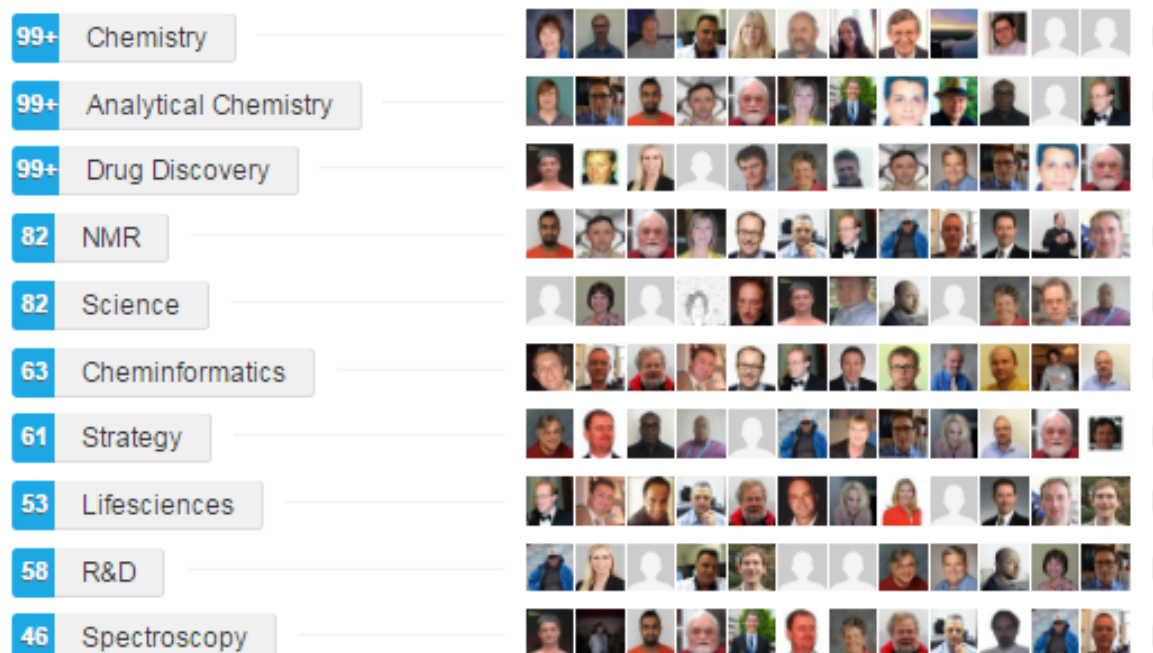 99+ Chemistry
99+ Analytical Chemistry
99+ Drug Discovery
82 NMR
82 Science
63 Cheminformatics
61 Strategy
53 Lifesciences
58 R&D
46 Spectroscopy